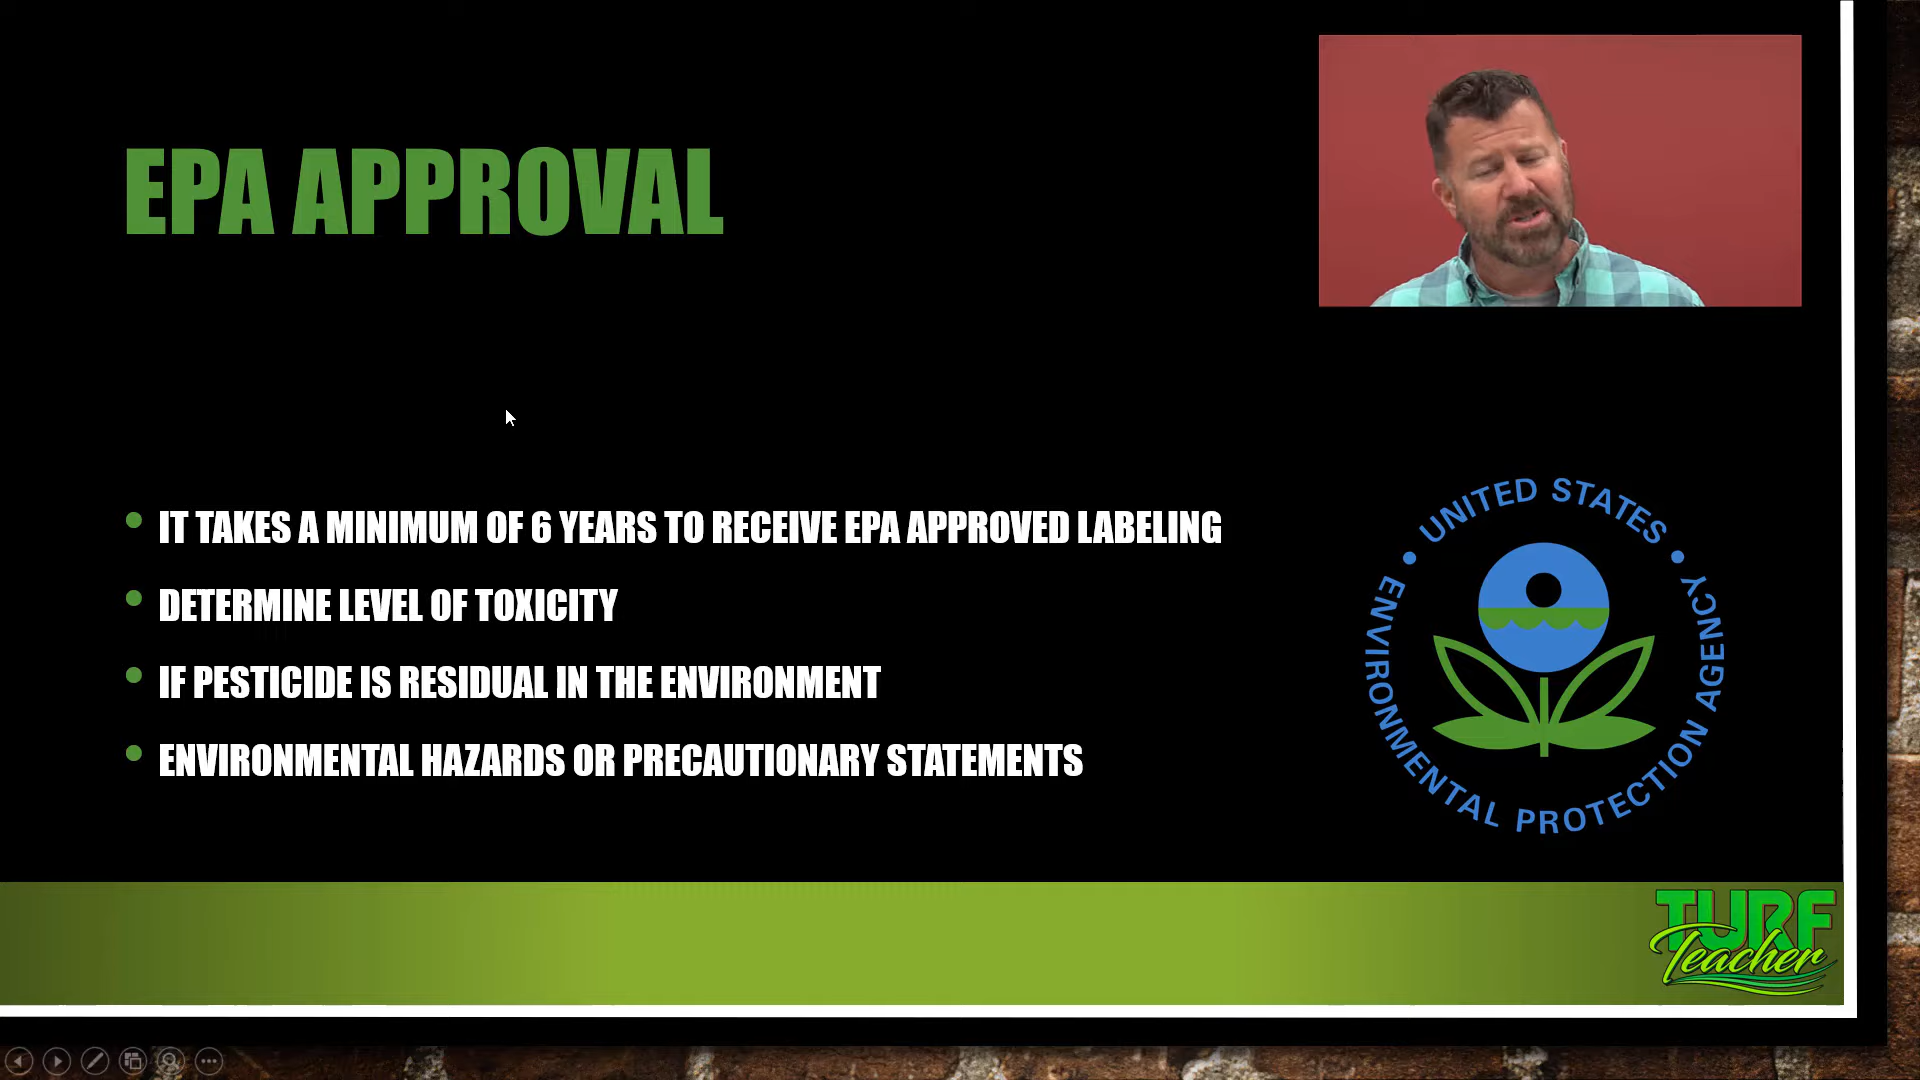 EPA APPROVAL
IT TAKES A MINIMUM OF 6 YEARS TO RECEIVE EPA APPROVED LABELING
DETERMINE LEVEL OF TOXICITY
IF PESTICIDE IS RESIDUAL IN THE ENVIRONMENT
ENVIRONMENTAL HAZARDS OR PRECAUTIONARY STATEMENTS
UNITED STATES
ENVIRONMENTAL PROTECTION AGENCY
TURF
Teacher